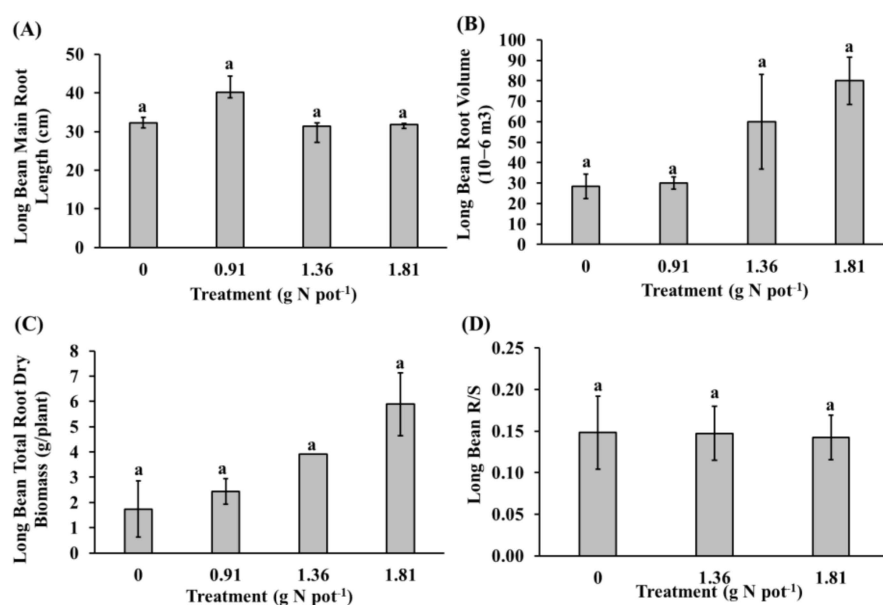 (A)
Long Bean Main Root
Length (cm)
50
40
30
20
10
0
a
a
a
a
0 0.91 1.36 1.81
Treatment (g N pot⁻¹)
(B)
Long Bean Root Volume
(10−6 m3)
100
90
80
70
60
50
40
30
20
10
0
a
a
a
a
0 0.91 1.36 1.81
Treatment (g N pot⁻¹)
(C)
Long Bean Total Root Dry
Biomass (g/plant)
8
7
6
5
4
3
2
1
0
a
a
a
a
0 0.91 1.36 1.81
Treatment (g N pot⁻¹)
(D)
Long Bean R/S
0.25
0.20
0.15
0.10
0.05
0.00
a
a
a
0 1.36 1.81
Treatment (g N pot⁻¹)